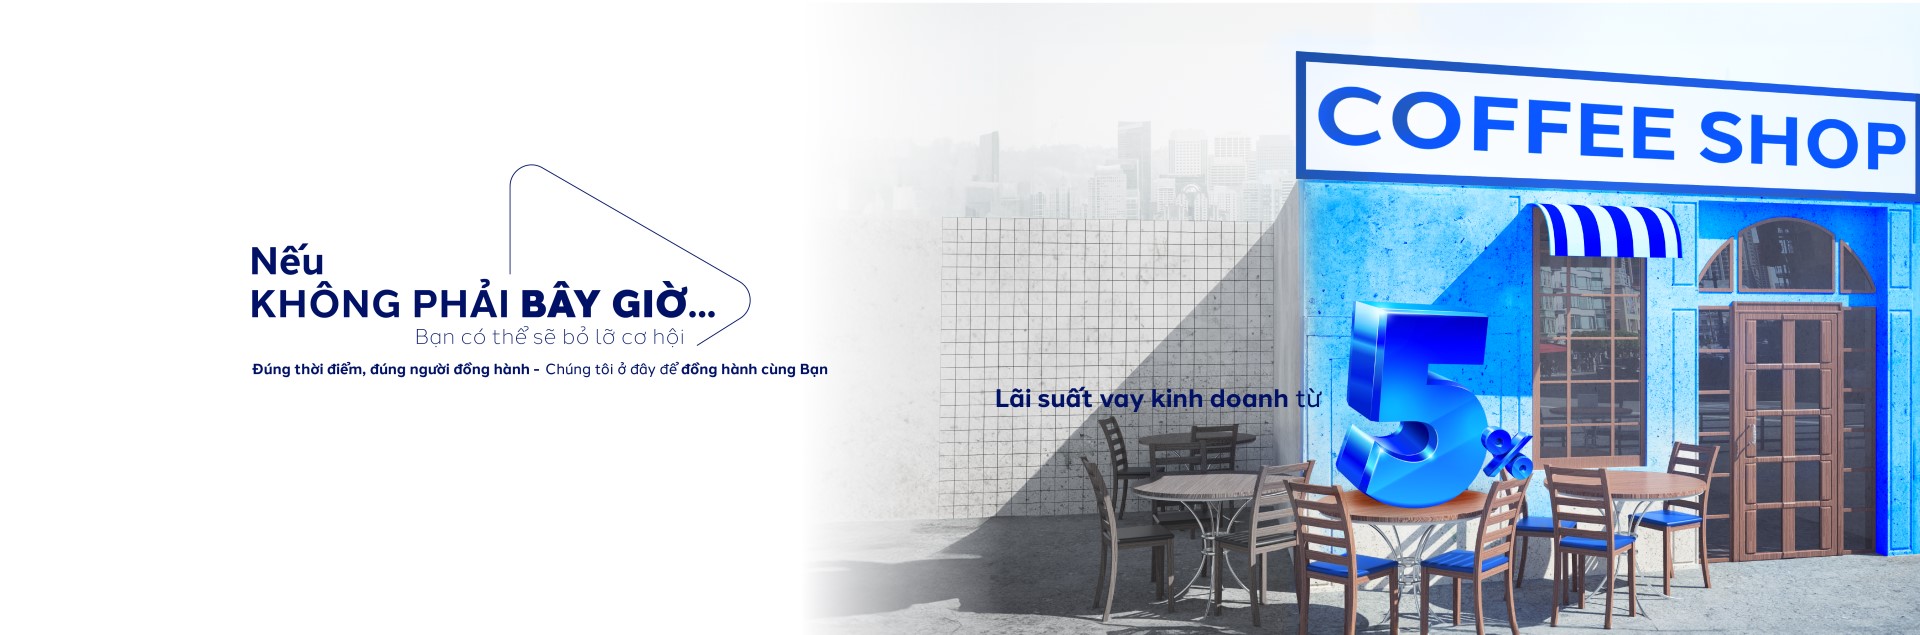 Nếu
KHÔNG PHẢI BÂY GIỜ...
Bạn có thể sẽ bỏ lỡ cơ hội
Đúng thời điểm, đúng người đồng hành - Chúng tôi ở đây để đồng hành cùng Bạn
COFFEE SHOP
Lãi suất vay kinh doanh từ
5%